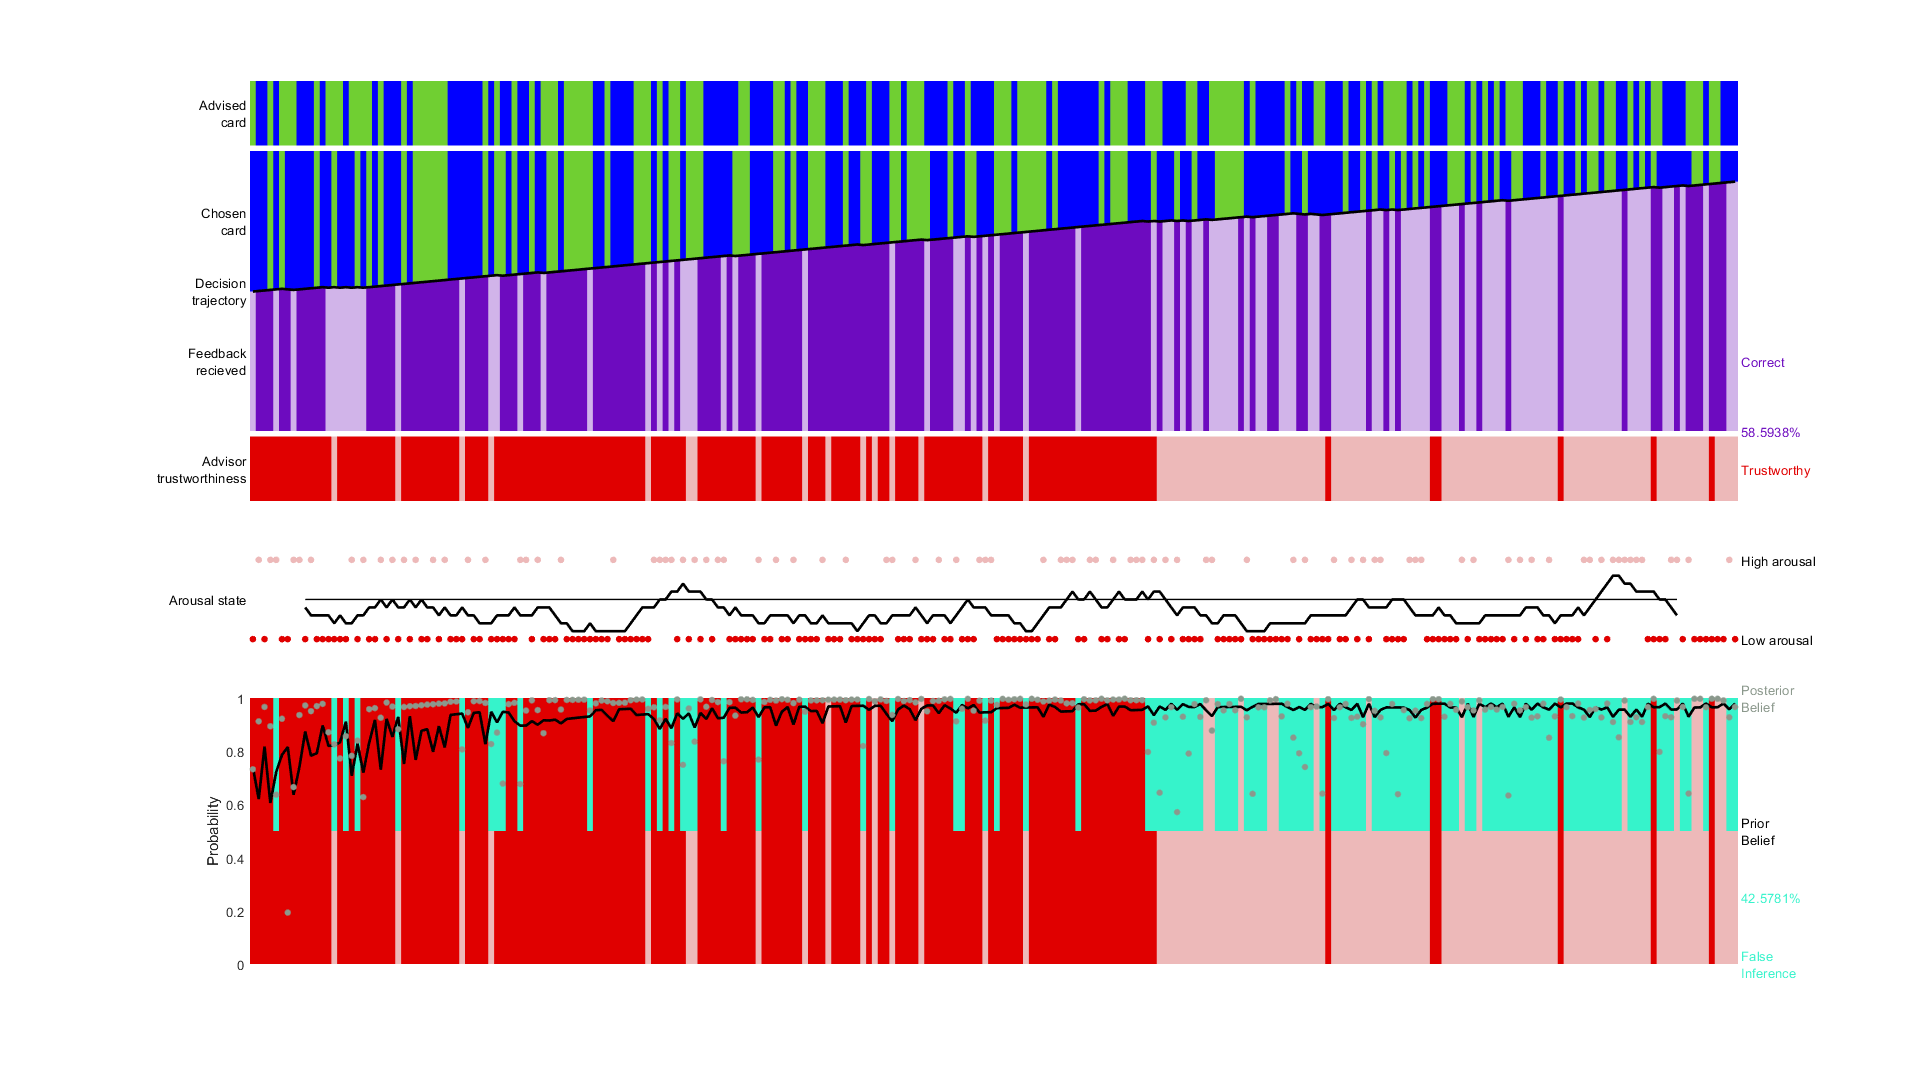 Advised
card
Chosen
card
Decision
trajectory
Feedback
recieved
Correct
58.5938%
Advisor
trustworthiness
Trustworthy
High arousal
Arousal state
Low arousal
Posterior
Belief
1
0.8
0.6
0.4
0.2
0
Probability
Prior
Belief
42.5781%
False
Inference